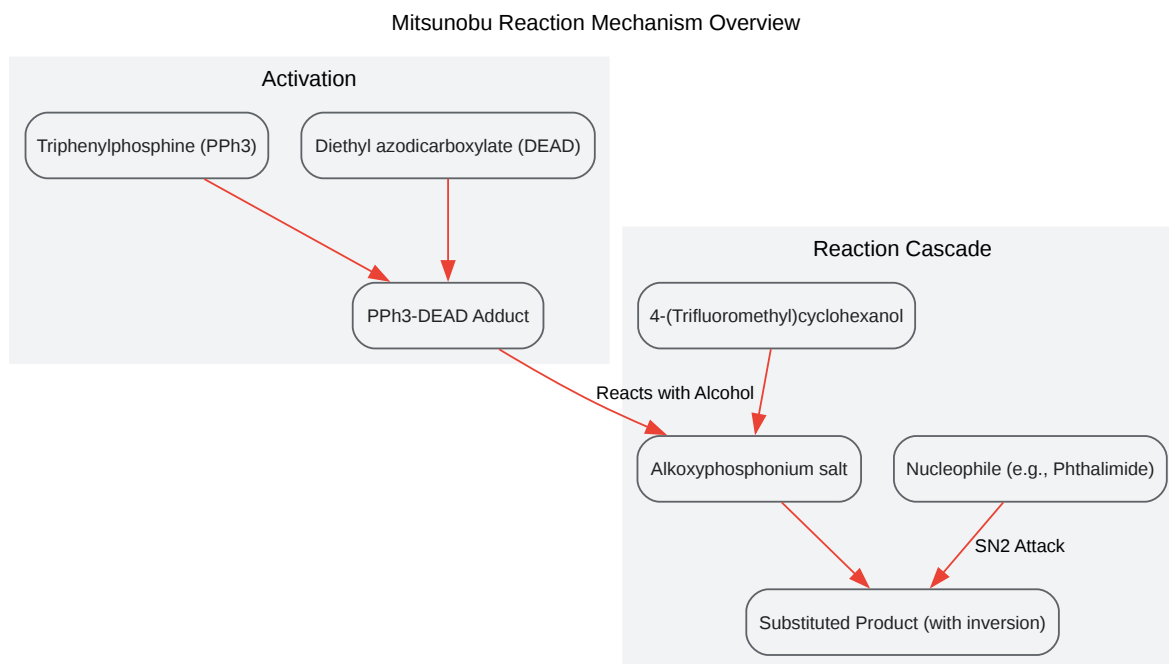 Mitsunobu Reaction Mechanism Overview
Activation
Triphenylphosphine (PPh3)
Diethyl azodicarboxylate (DEAD)
PPh3-DEAD Adduct
Reaction Cascade
4-(Trifluoromethyl)cyclohexanol
Reacts with Alcohol
Alkoxyphosphonium salt
Nucleophile (e.g., Phthalimide)
SN2 Attack
Substituted Product (with inversion)